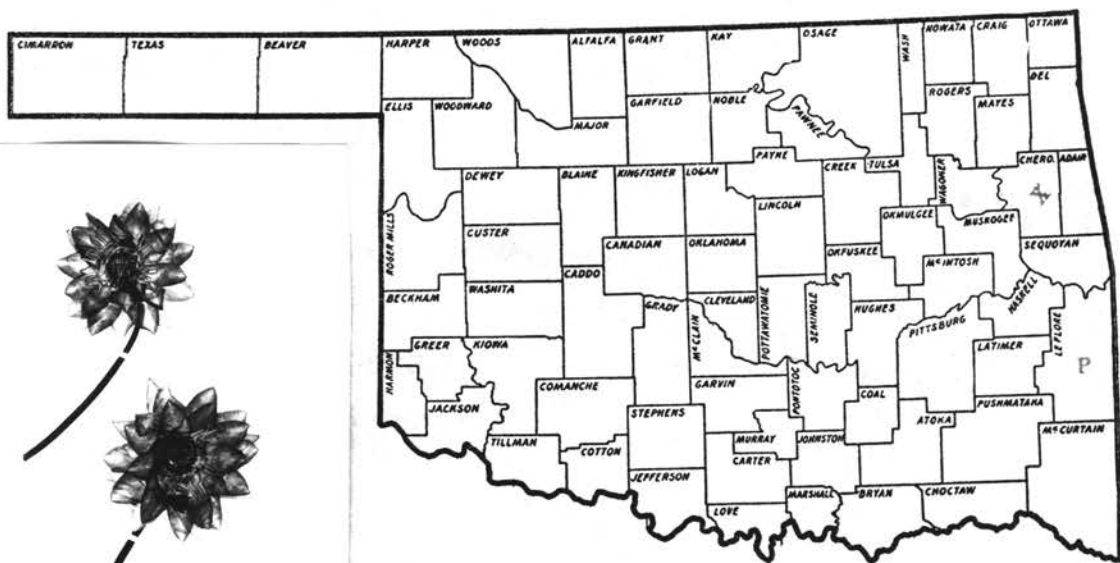 CIMARRON TEXAS BEAVER HARPER WOODS ALFALFA GRANT KAY OSAGE WASH NOWATA CRAIG OTTAWA
ELLIS WOODWARD MAJOR GARFIELD NOBLE PAWNEE ROGERS MAYES DEL
DEWEY BLAINE KINGFISHER LOGAN PAYNE CREEK TULSA WAGONER CHERO. ADAIR
ROGER MILLS CUSTER CANADIAN OKLAHOMA LINCOLN OKFUSKEE OKMULGEE MUSKOGEE SEQUOYAH
BECKHAM WASHITA CADDO GRADY McCLAIN CLEVELAND POTTAWATOMIE SEMINOLE HUGHES McINTOSH PITTSBURG HASKELL LEFLORE
HARMON GREER KIOWA COMANCHE GARVIN PONTOTOC COAL LATIMER P
JACKSON TILLMAN COTTON STEPHENS MURRAY JOHNSTON ATOKA PUSHMATAHA McCURTAIN
JEFFERSON CARTER LOVE MARSHALL BRYAN CHOCTAW